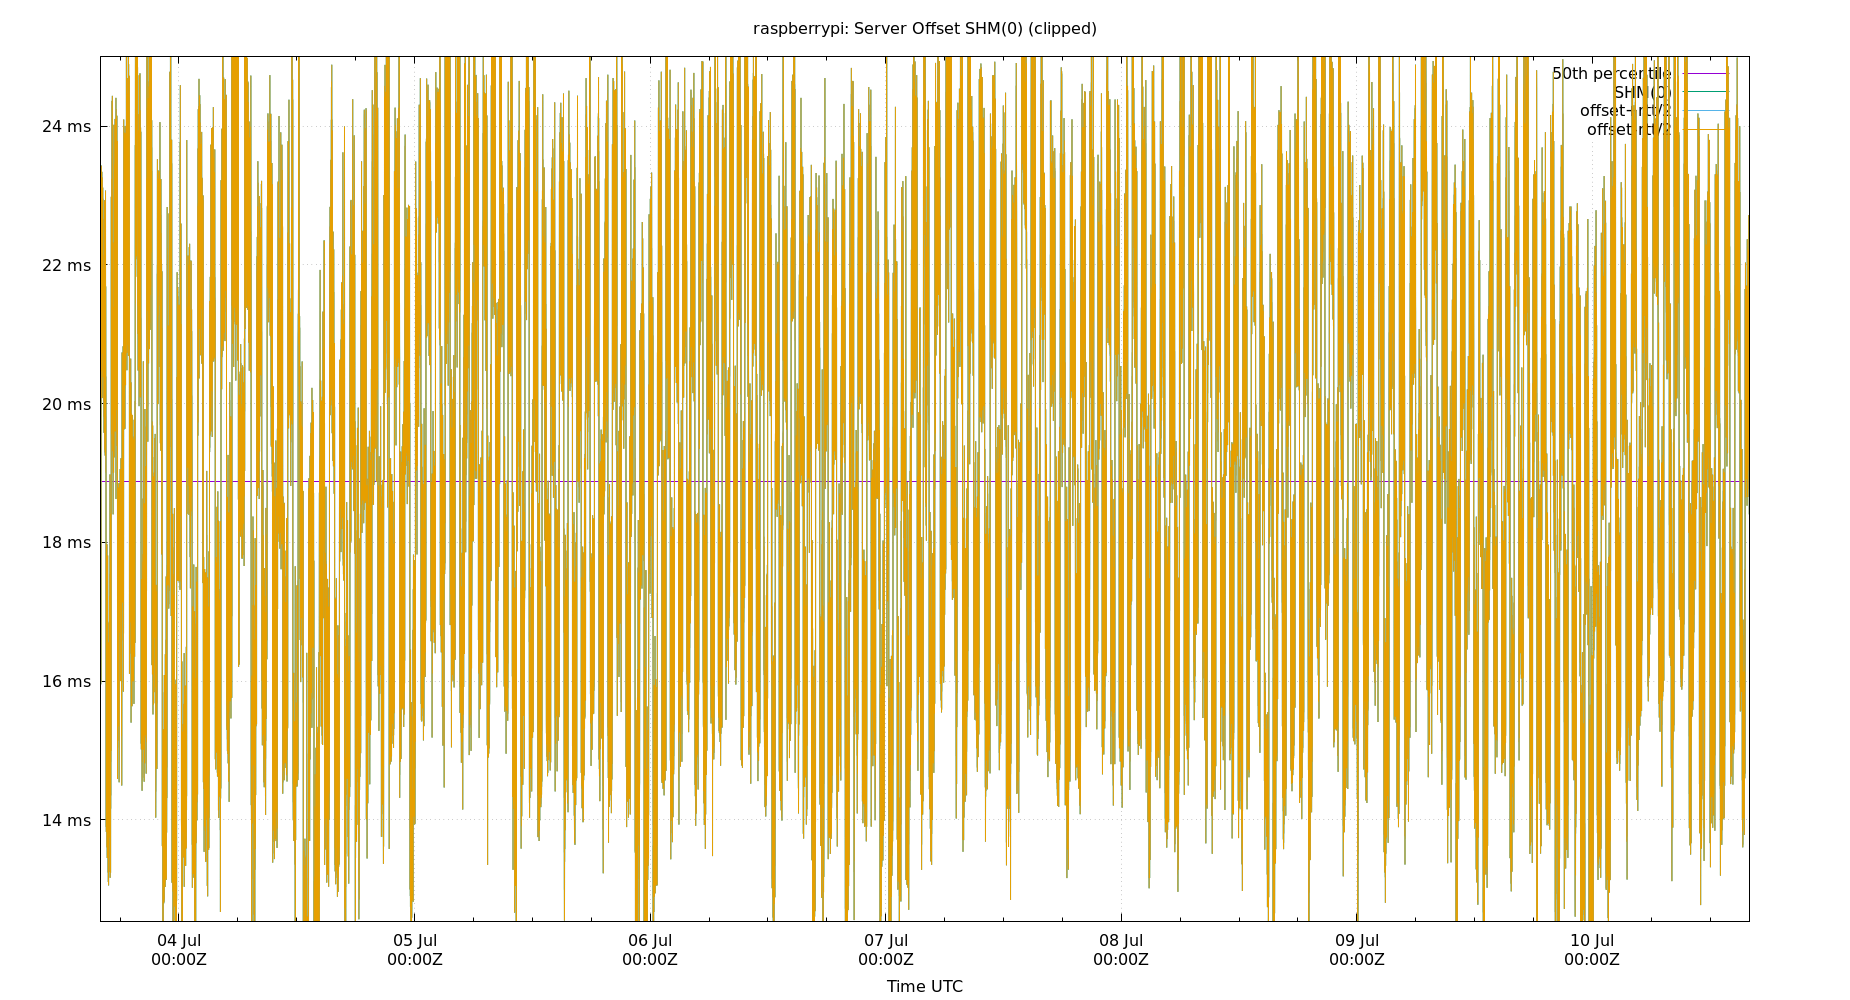 raspberrypi: Server Offset SHM(0) (clipped)
50th percentile
SHM(0)
offset+rtt/2
offset-rtt/2
24 ms
22 ms
20 ms
18 ms
16 ms
14 ms
04 Jul
00:00Z
05 Jul
00:00Z
06 Jul
00:00Z
07 Jul
00:00Z
08 Jul
00:00Z
09 Jul
00:00Z
10 Jul
00:00Z
Time UTC